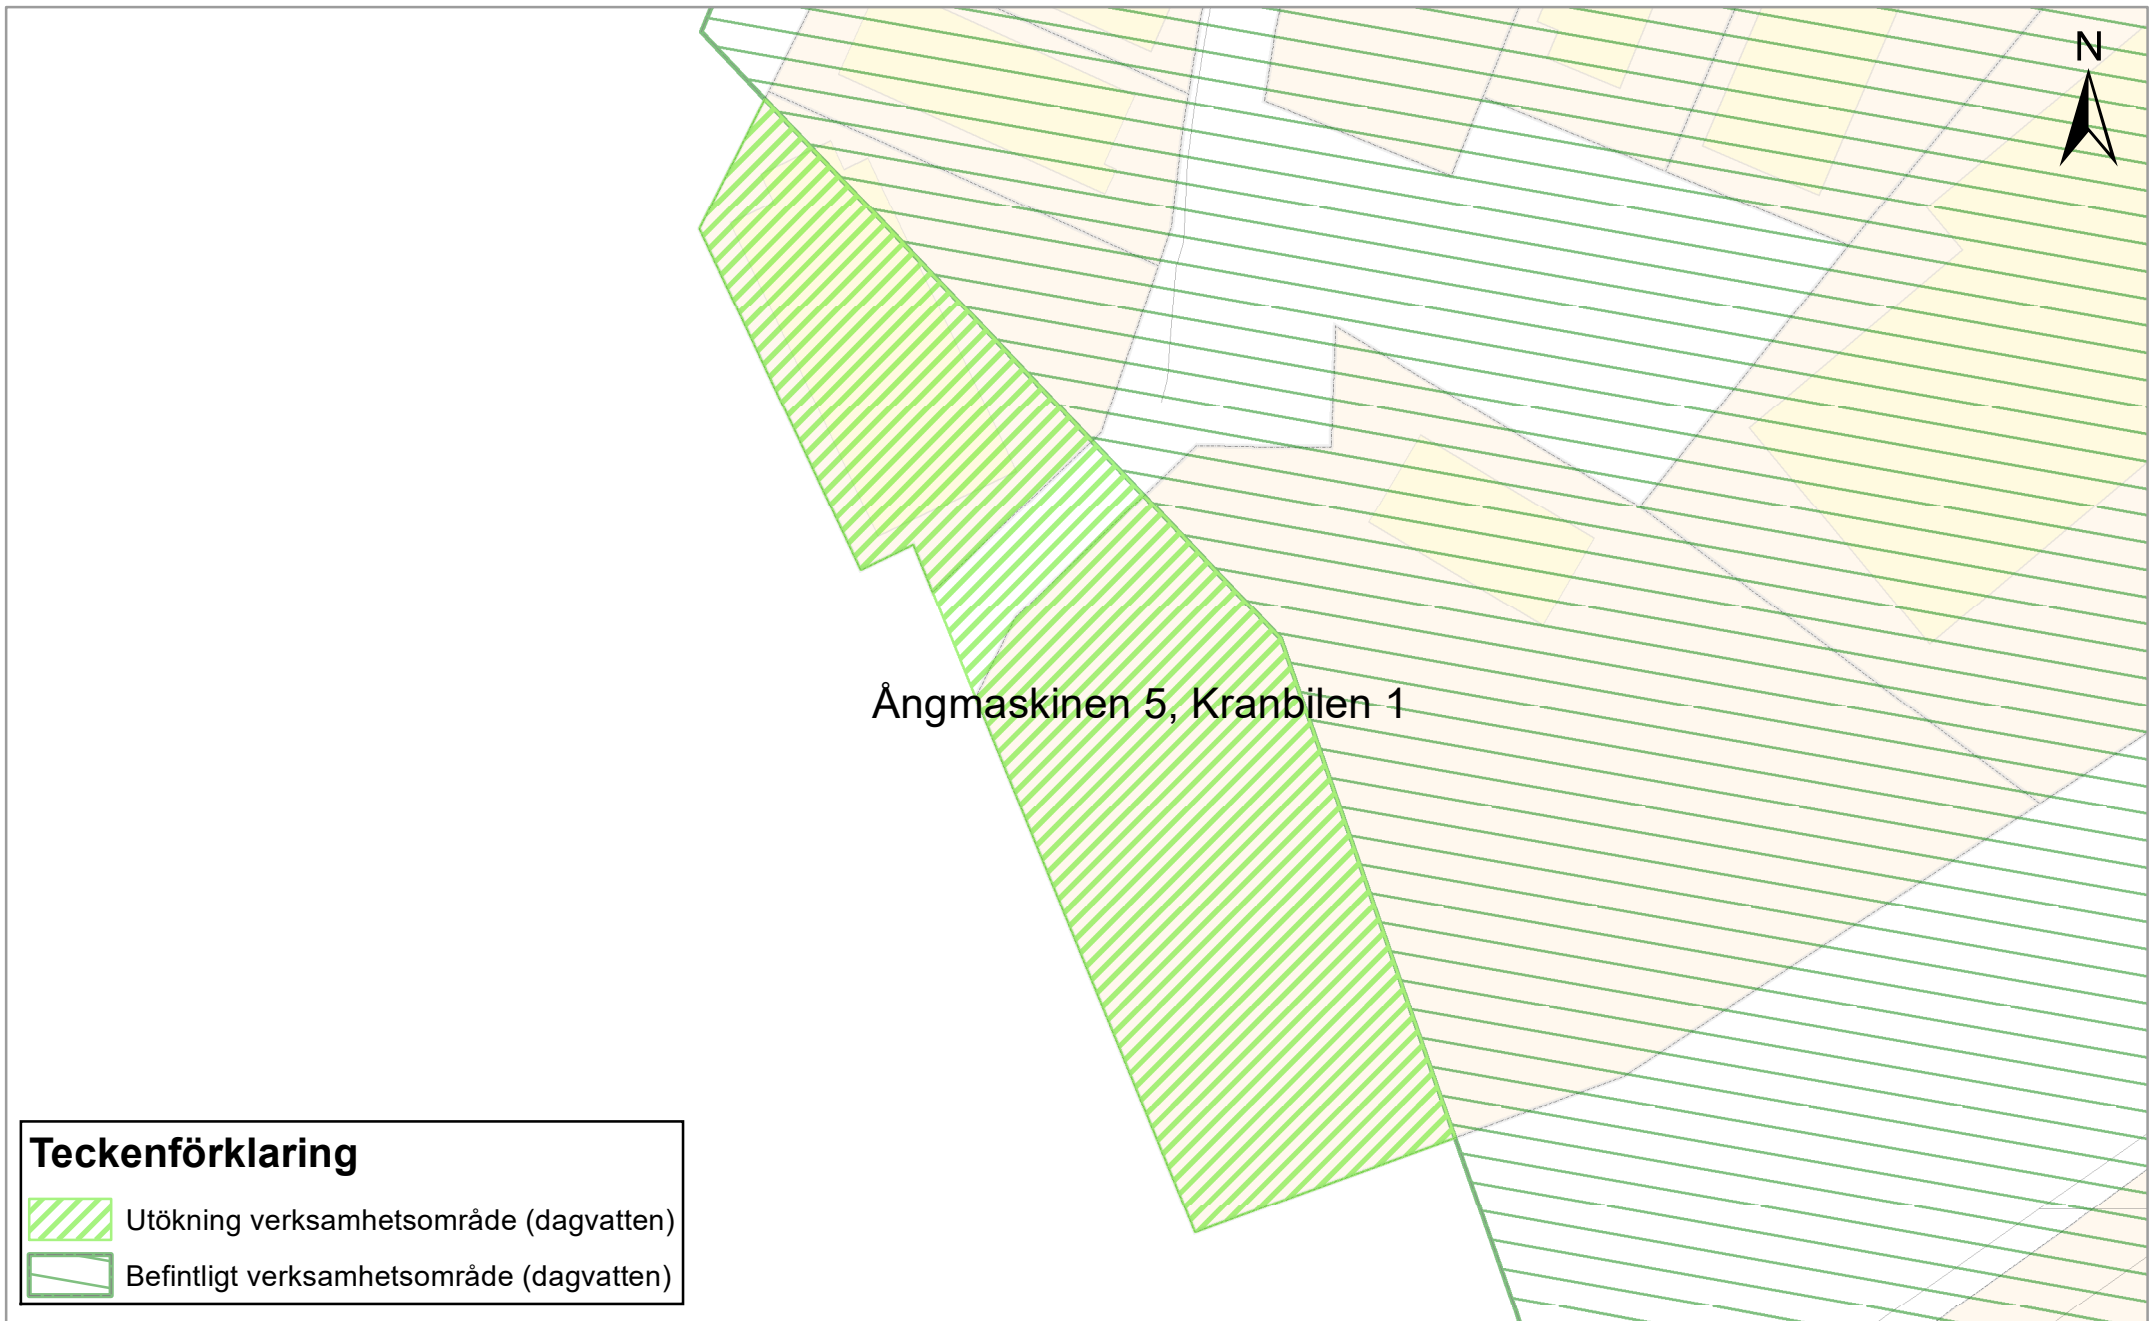 N
Ångmaskinen 5, Kranbilen 1
Teckenförklaring
Utökning verksamhetsområde (dagvatten)
Befintligt verksamhetsområde (dagvatten)